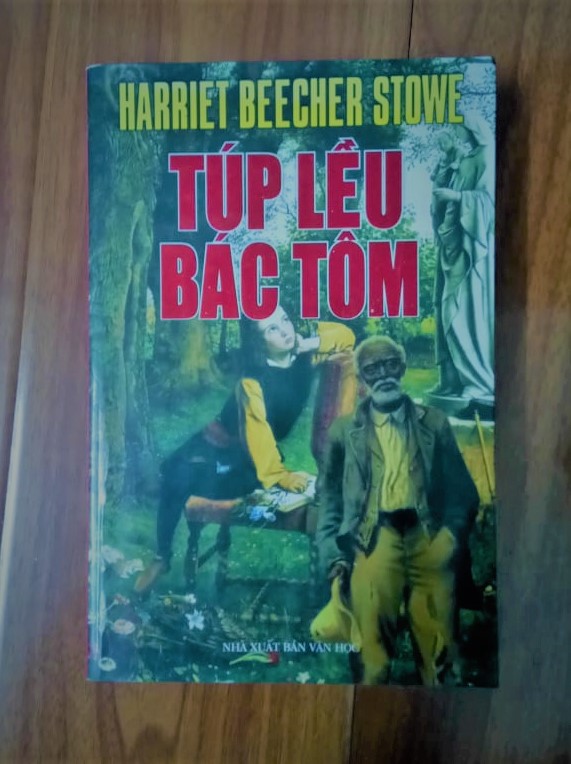 HARRIET BEECHER STOWE
TÚP LỀU
BÁC TÔM
NHÀ XUẤT BẢN VĂN HỌC